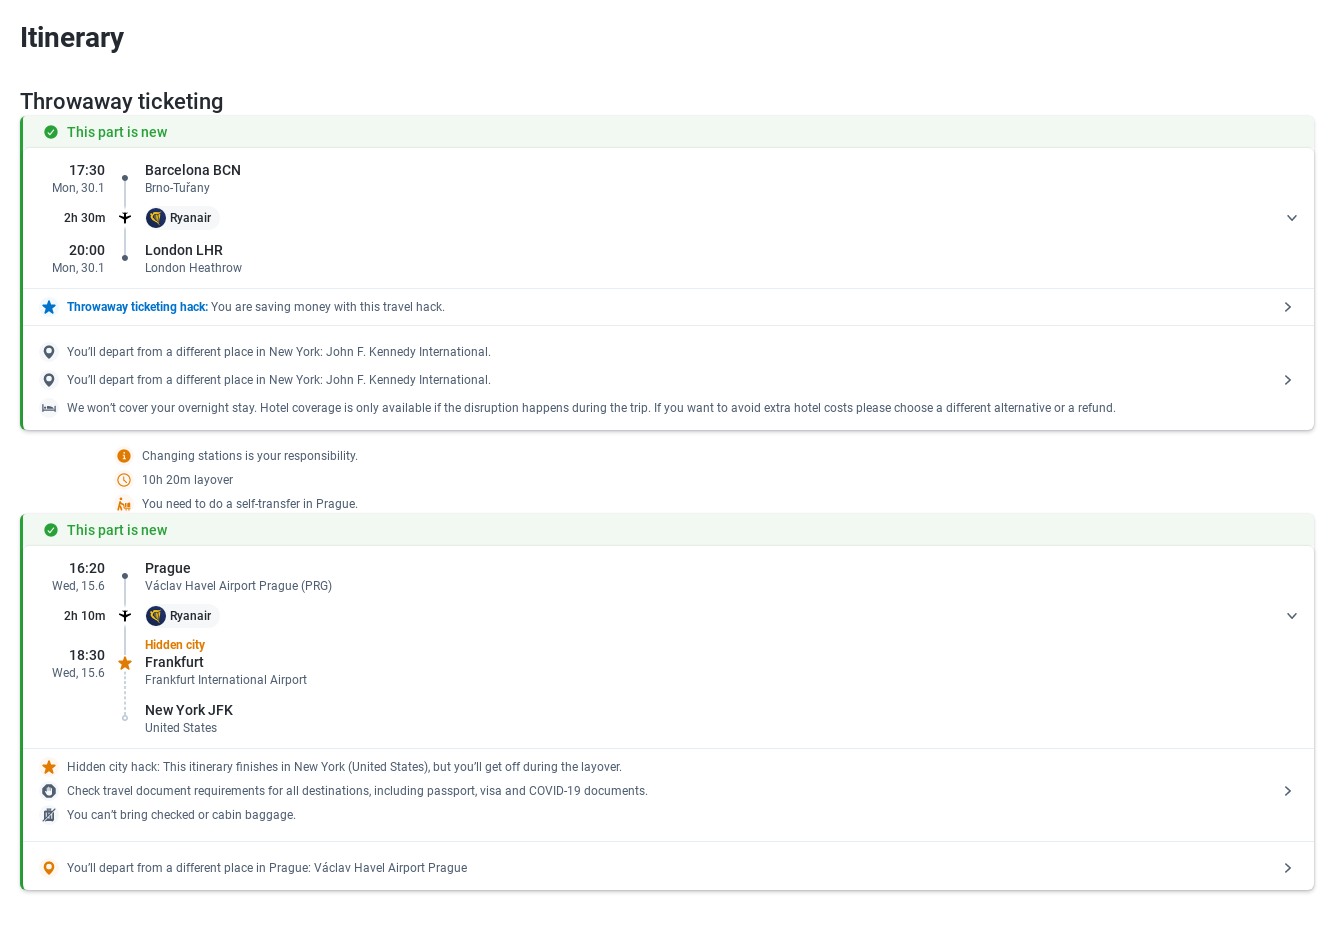 Itinerary
Throwaway ticketing
This part is new
17:30 Barcelona BCN
Mon, 30.1 Brno-Tuřany
2h 30m Ryanair
20:00 London LHR
Mon, 30.1 London Heathrow
Throwaway ticketing hack: You are saving money with this travel hack.
You’ll depart from a different place in New York: John F. Kennedy International.
You’ll depart from a different place in New York: John F. Kennedy International.
We won’t cover your overnight stay. Hotel coverage is only available if the disruption happens during the trip. If you want to avoid extra hotel costs please choose a different alternative or a refund.
Changing stations is your responsibility.
10h 20m layover
You need to do a self-transfer in Prague.
This part is new
16:20 Prague
Wed, 15.6 Václav Havel Airport Prague (PRG)
2h 10m Ryanair
Hidden city
18:30 Frankfurt
Wed, 15.6 Frankfurt International Airport
New York JFK
United States
Hidden city hack: This itinerary finishes in New York (United States), but you’ll get off during the layover.
Check travel document requirements for all destinations, including passport, visa and COVID-19 documents.
You can’t bring checked or cabin baggage.
You’ll depart from a different place in Prague: Václav Havel Airport Prague